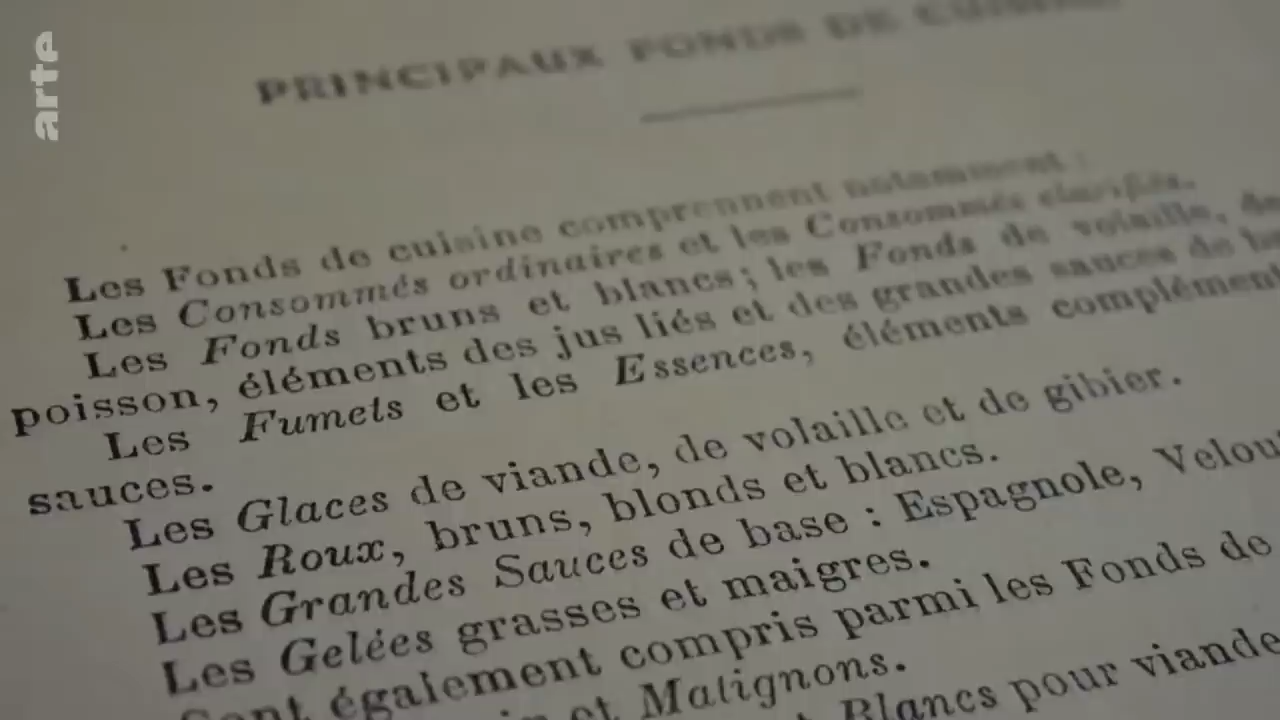 arte
PRINCIPAUX FONDS DE CUISINE
Les Fonds de cuisine comprennent notamment :
Les Consommés ordinaires et les Consommés clarifiés.
Les Fonds bruns et blancs; les Fonds de volaille, de
poisson, éléments des jus liés et des grandes sauces de
Les Fumets et les Essences, éléments
sauces.
Les Glaces de viande, de volaille et de gibier.
Les Roux, bruns, blonds et blancs.
Les Grandes Sauces de base : Espagnole,
Les Gelées grasses et maigres.
Sont également compris parmi les Fonds de
et Matignons.
Blancs pour viande